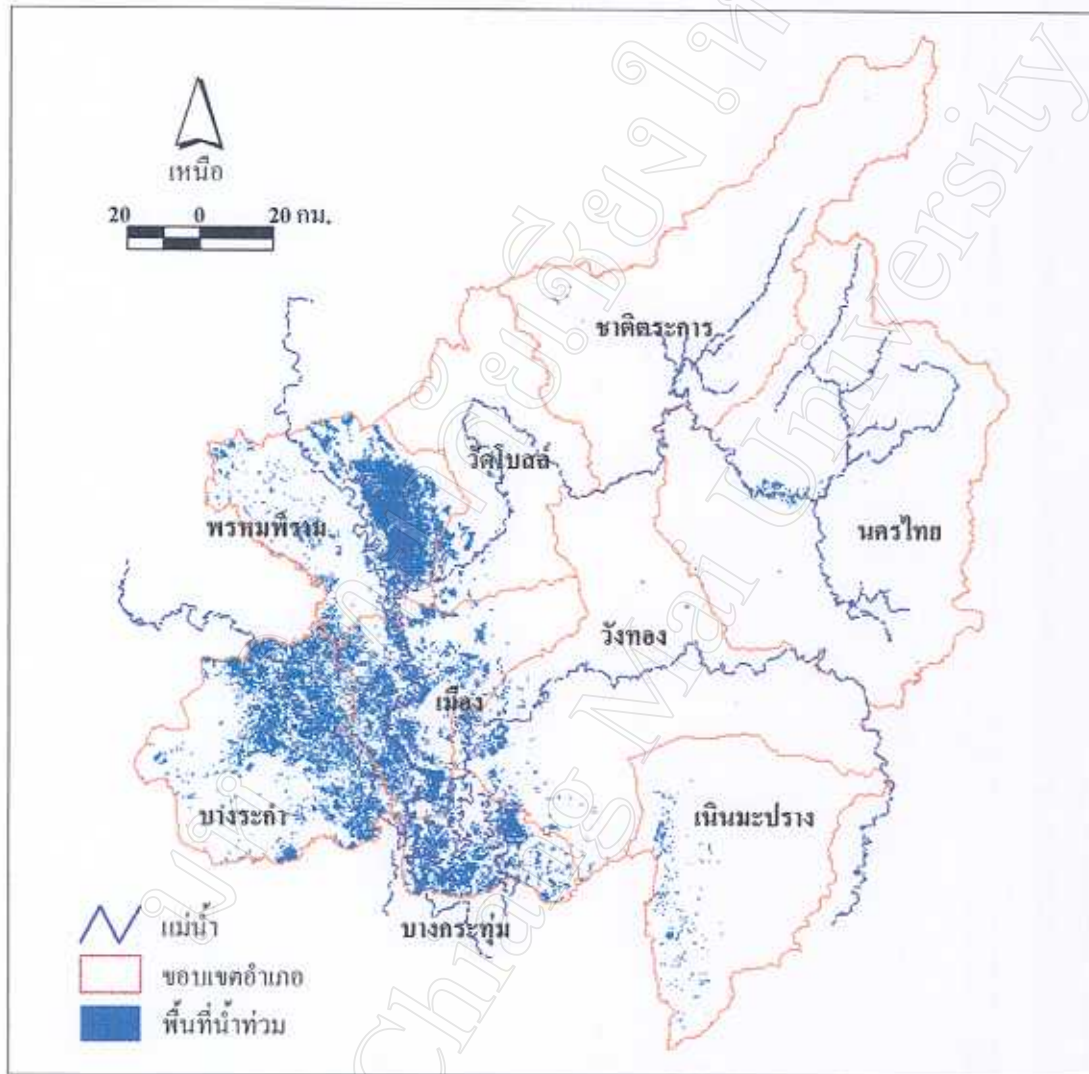 เหนือ
20 0 20 กม.
ชาติตระการ
วัดโบสถ์
นครไทย
พรหมพิราม
วังทอง
เมือง
บางระกำ
เนินมะปราง
บางกระทุ่ม
แม่น้ำ
ขอบเขตอำเภอ
พื้นที่น้ำท่วม
Chiang Mai University